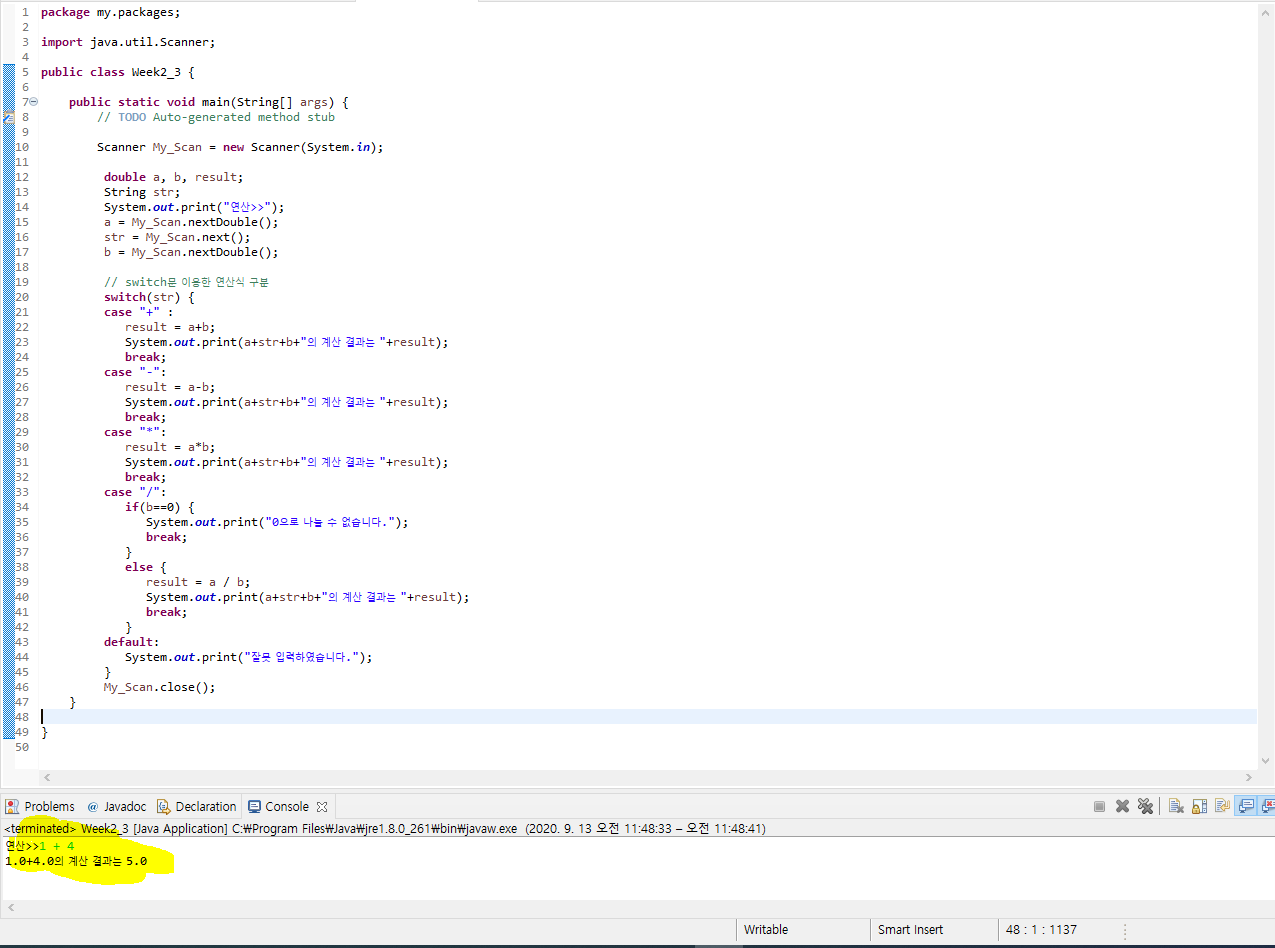 1 package my.packages;
2
3 import java.util.Scanner;
4
5 public class Week2_3 {
6
7 public static void main(String[] args) {
8 // TODO Auto-generated method stub
9
10 Scanner My_Scan = new Scanner(System.in);
11
12 double a, b, result;
13 String str;
14 System.out.print("연산>>");
15 a = My_Scan.nextDouble();
16 str = My_Scan.next();
17 b = My_Scan.nextDouble();
18
19 // switch문 이용한 연산식 구분
20 switch(str) {
21 case "+" :
22 result = a+b;
23 System.out.print(a+str+b+"의 계산 결과는 "+result);
24 break;
25 case "-":
26 result = a-b;
27 System.out.print(a+str+b+"의 계산 결과는 "+result);
28 break;
29 case "*":
30 result = a*b;
31 System.out.print(a+str+b+"의 계산 결과는 "+result);
32 break;
33 case "/":
34 if(b==0) {
35 System.out.print("0으로 나눌 수 없습니다.");
36 break;
37 }
38 else {
39 result = a / b;
40 System.out.print(a+str+b+"의 계산 결과는 "+result);
41 break;
42 }
43 default:
44 System.out.print("잘못 입력하였습니다.");
45 }
46 My_Scan.close();
47 }
48
49 }
50
Problems @ Javadoc Declaration Console
<terminated> Week2_3 [Java Application] C:₩Program Files₩Java₩jre1.8.0_261₩bin₩javaw.exe (2020. 9. 13 오전 11:48:33 – 오전 11:48:41)
연산>>1 + 4
1.0+4.0의 계산 결과는 5.0
Writable Smart Insert 48 : 1 : 1137